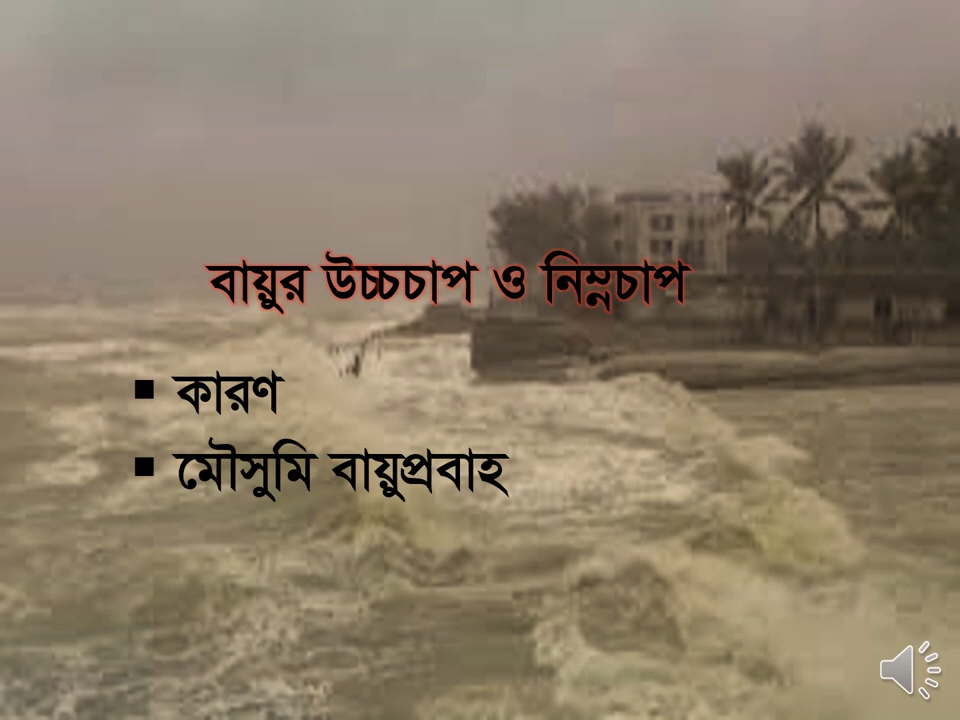 বায়ুর উচ্চচাপ ও নিম্নচাপ
▪ কারণ
▪ মৌসুমি বায়ুপ্রবাহ